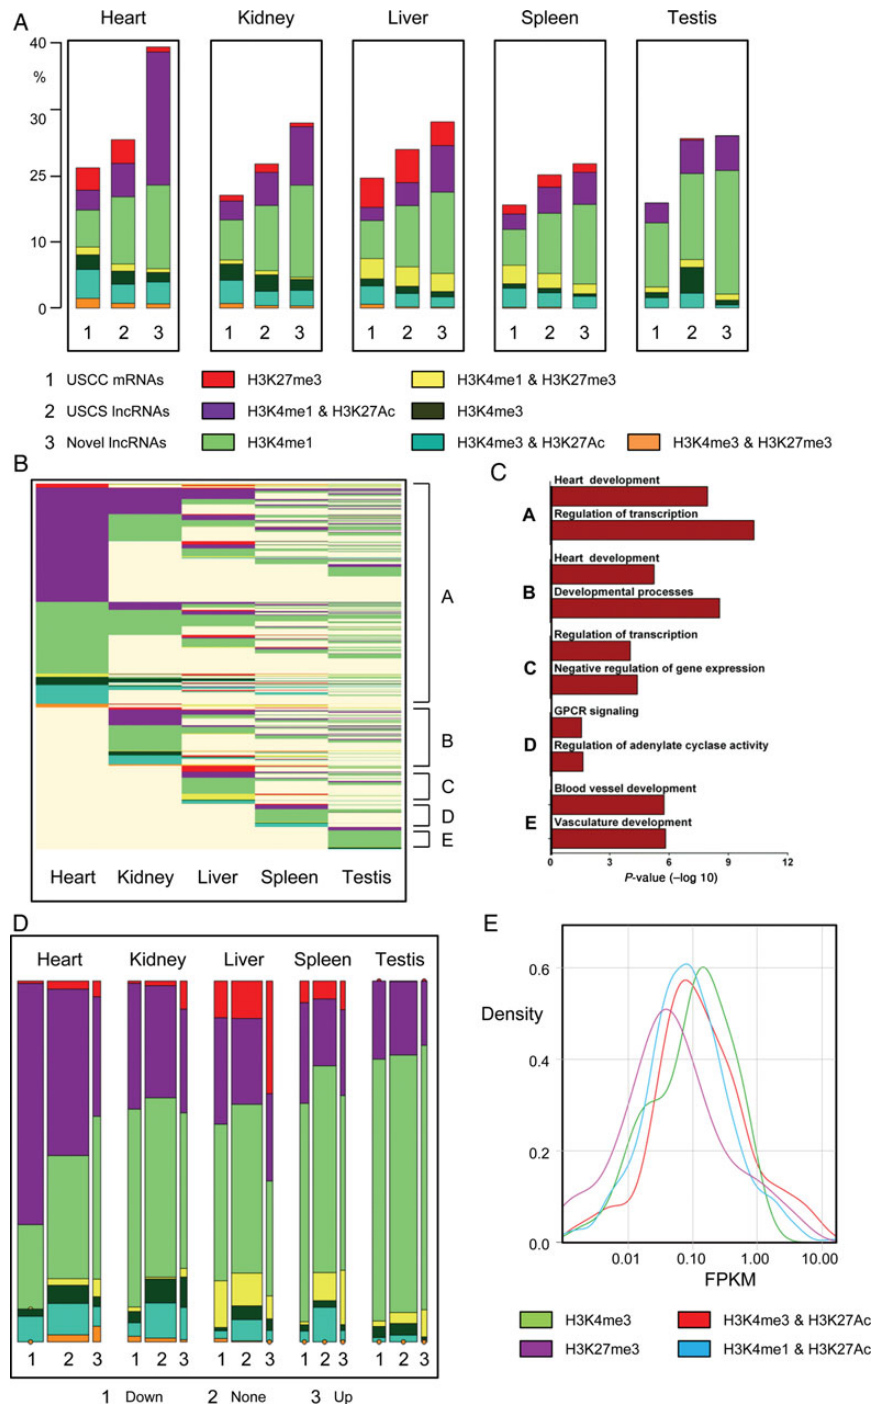 A
Heart Kidney Liver Spleen Testis
40
%
30
25
10
0
1 2 3 1 2 3 1 2 3 1 2 3 1 2 3
1 USCC mRNAs H3K27me3 H3K4me1 & H3K27me3
2 USCS lncRNAs H3K4me1 & H3K27Ac H3K4me3
3 Novel lncRNAs H3K4me1 H3K4me3 & H3K27Ac H3K4me3 & H3K27me3
B
A
B
C
D
E
Heart Kidney Liver Spleen Testis
C
Heart development
A
Regulation of transcription
Heart development
B
Developmental processes
Regulation of transcription
C
Negative regulation of gene expression
GPCR signaling
D
Regulation of adenylate cyclase activity
Blood vessel development
E
Vasculature development
0 3 6 9 12
P-value (–log 10)
D
Heart Kidney Liver Spleen Testis
1 2 3 1 2 3 1 2 3 1 2 3 1 2 3
1 Down 2 None 3 Up
E
Density
0.6
0.4
0.2
0.0
0.01 0.10 1.00 10.00
FPKM
H3K4me3 H3K4me3 & H3K27Ac
H3K27me3 H3K4me1 & H3K27Ac